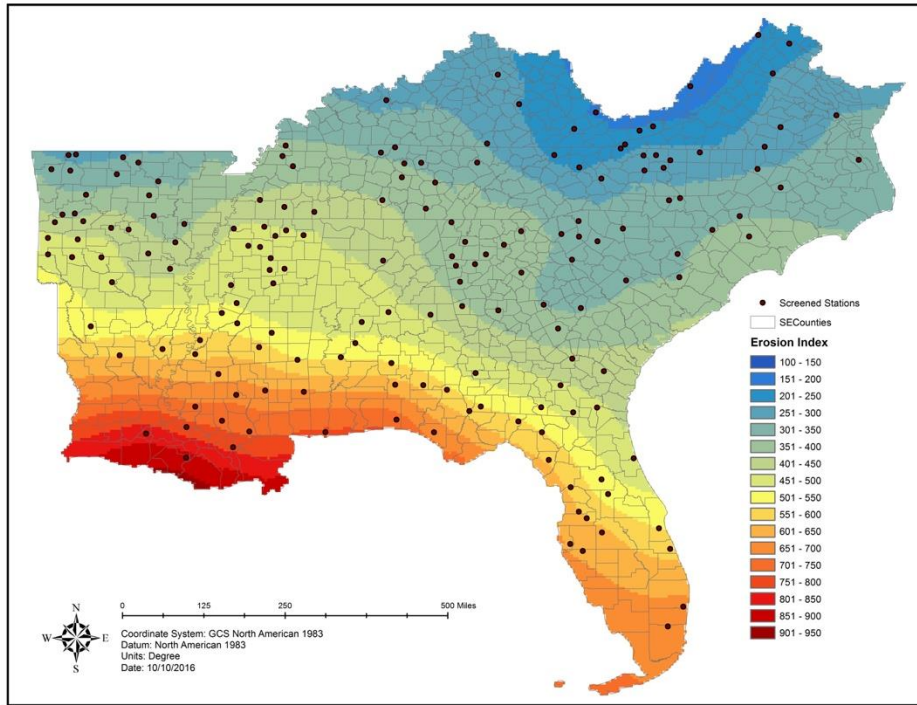 Screened Stations
SECounties
Erosion Index
100 - 150
151 - 200
201 - 250
251 - 300
301 - 350
351 - 400
401 - 450
451 - 500
501 - 550
551 - 600
601 - 650
651 - 700
701 - 750
751 - 800
801 - 850
851 - 900
901 - 950
0 125 250 500 Miles
N
W E
S
Coordinate System: GCS North American 1983
Datum: North American 1983
Units: Degree
Date: 10/10/2016